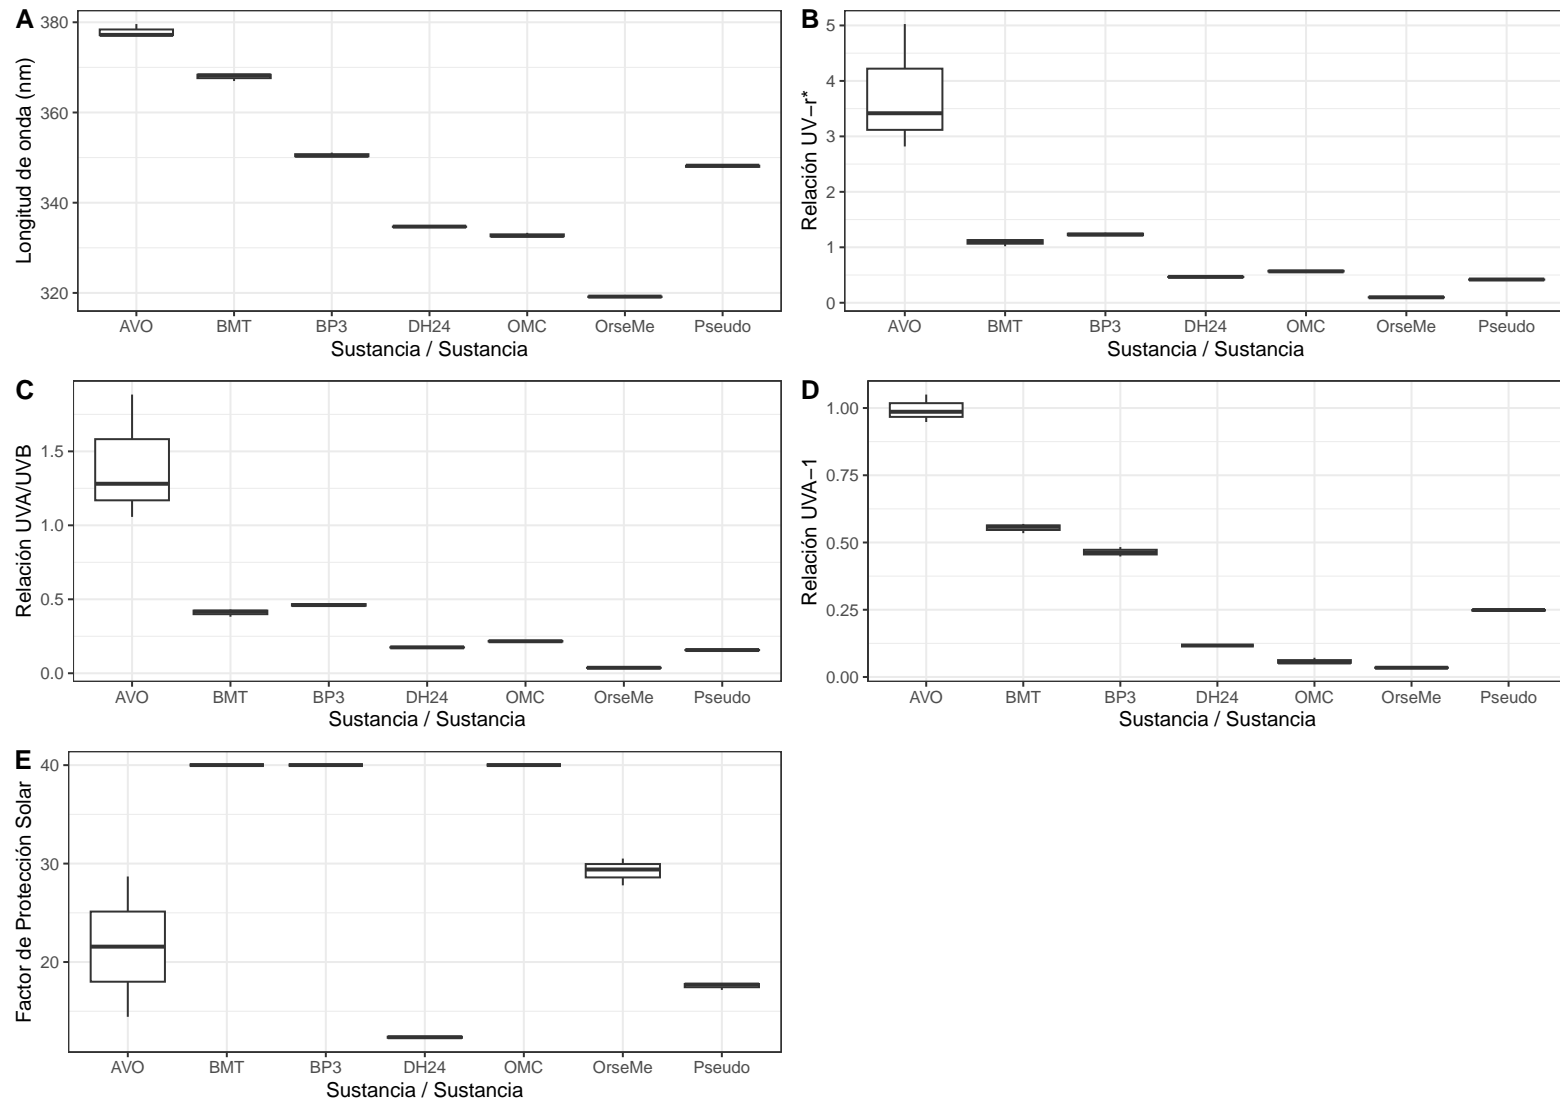 A
Longitud de onda (nm)
380
360
340
320
AVO BMT BP3 DH24 OMC OrseMe Pseudo
Sustancia / Sustancia
B
Relación UV−r*
5
4
3
2
1
0
AVO BMT BP3 DH24 OMC OrseMe Pseudo
Sustancia / Sustancia
C
Relación UVA/UVB
1.5
1.0
0.5
0.0
AVO BMT BP3 DH24 OMC OrseMe Pseudo
Sustancia / Sustancia
D
Relación UVA−1
1.00
0.75
0.50
0.25
0.00
AVO BMT BP3 DH24 OMC OrseMe Pseudo
Sustancia / Sustancia
E
Factor de Protección Solar
40
30
20
AVO BMT BP3 DH24 OMC OrseMe Pseudo
Sustancia / Sustancia